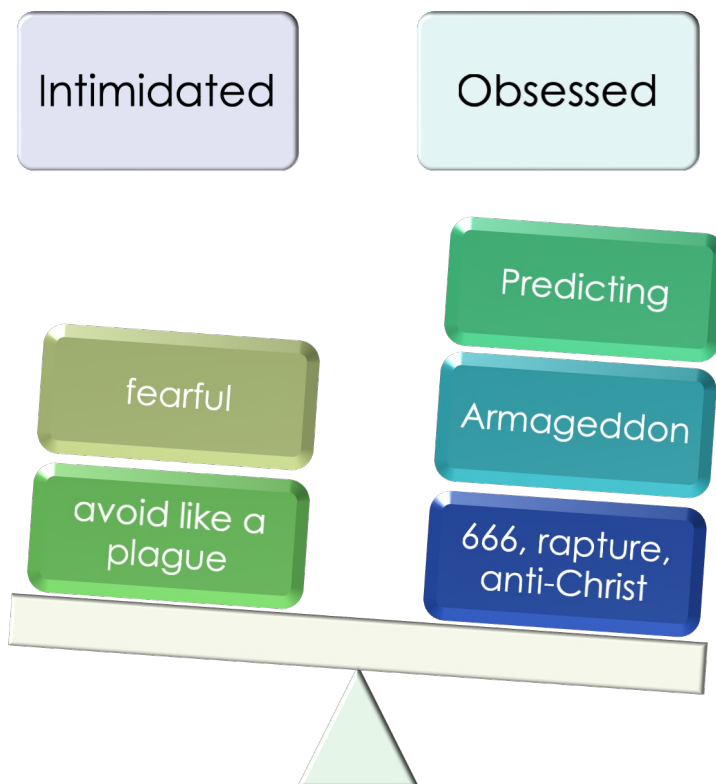 Intimidated
Obsessed
Predicting
fearful
Armageddon
avoid like a
plague
666, rapture,
anti-Christ